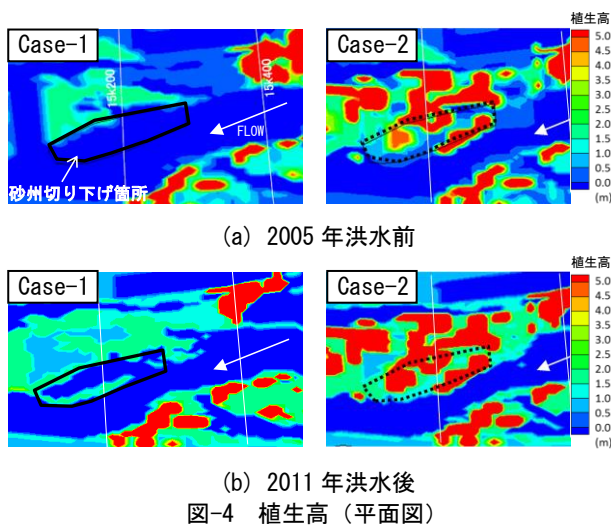 植生高
Case-1
Case-2
15k200
15k400
FLOW
砂州切り下げ箇所
5.0
4.5
4.0
3.5
3.0
2.5
2.0
1.5
1.0
0.5
0.0
(m)
(a) 2005 年洪水前
植生高
Case-1
Case-2
5.0
4.5
4.0
3.5
3.0
2.5
2.0
1.5
1.0
0.5
0.0
(m)
(b) 2011 年洪水後
図-4 植生高（平面図）